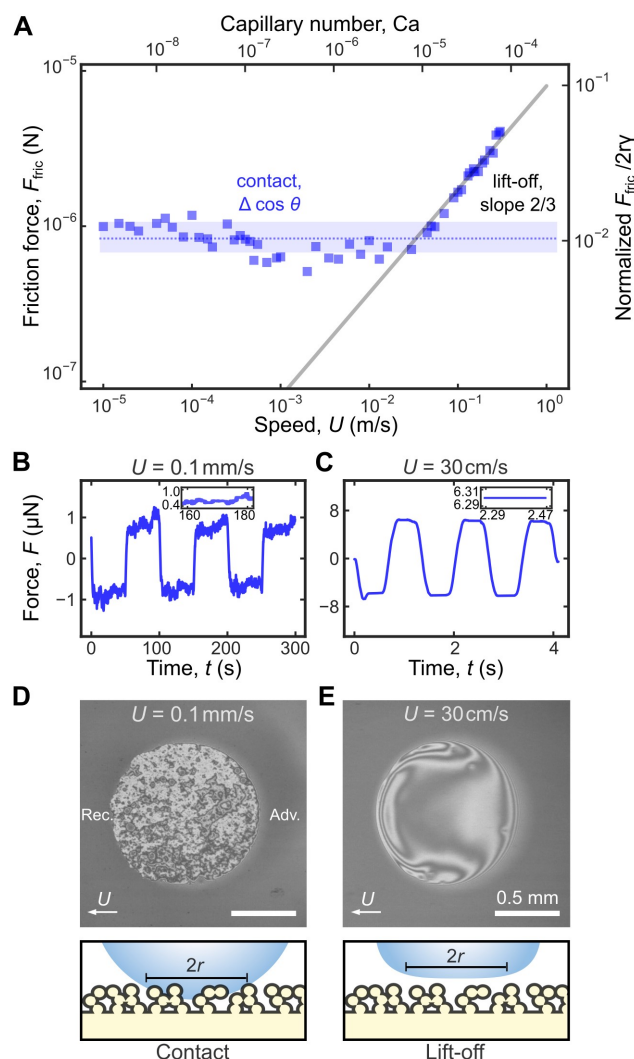 A
Capillary number, Ca
10⁻⁸ 10⁻⁷ 10⁻⁶ 10⁻⁵ 10⁻⁴
Friction force, F_fric (N)
10⁻⁵
10⁻⁶
10⁻⁷
contact,
Δ cos θ
lift-off,
slope 2/3
10⁻¹
10⁻²
Normalized F_fric /2rγ
10⁻⁵ 10⁻⁴ 10⁻³ 10⁻² 10⁻¹ 10⁰
Speed, U (m/s)
B
U = 0.1 mm/s
Force, F (μN)
1
0
−1
1.0
0.4
160 180
0 100 200 300
Time, t (s)
C
U = 30 cm/s
8
0
−8
6.31
6.29
2.29 2.47
0 2 4
Time, t (s)
D
U = 0.1 mm/s
Rec.
Adv.
U
E
U = 30 cm/s
U
0.5 mm
2r
Contact
2r
Lift-off